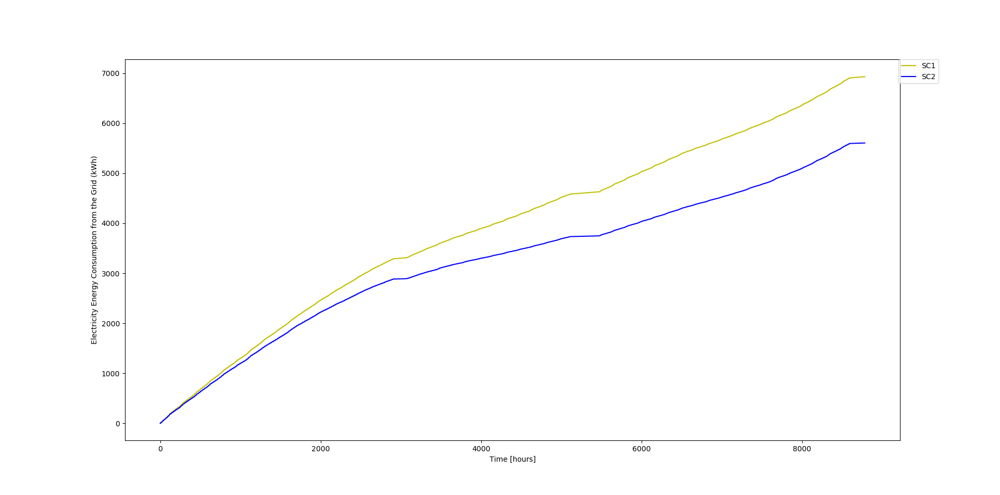 SC1
SC2
7000
6000
5000
4000
3000
2000
1000
0
Electricity Energy Consumption from the Grid (kWh)
0 2000 4000 6000 8000
Time [hours]